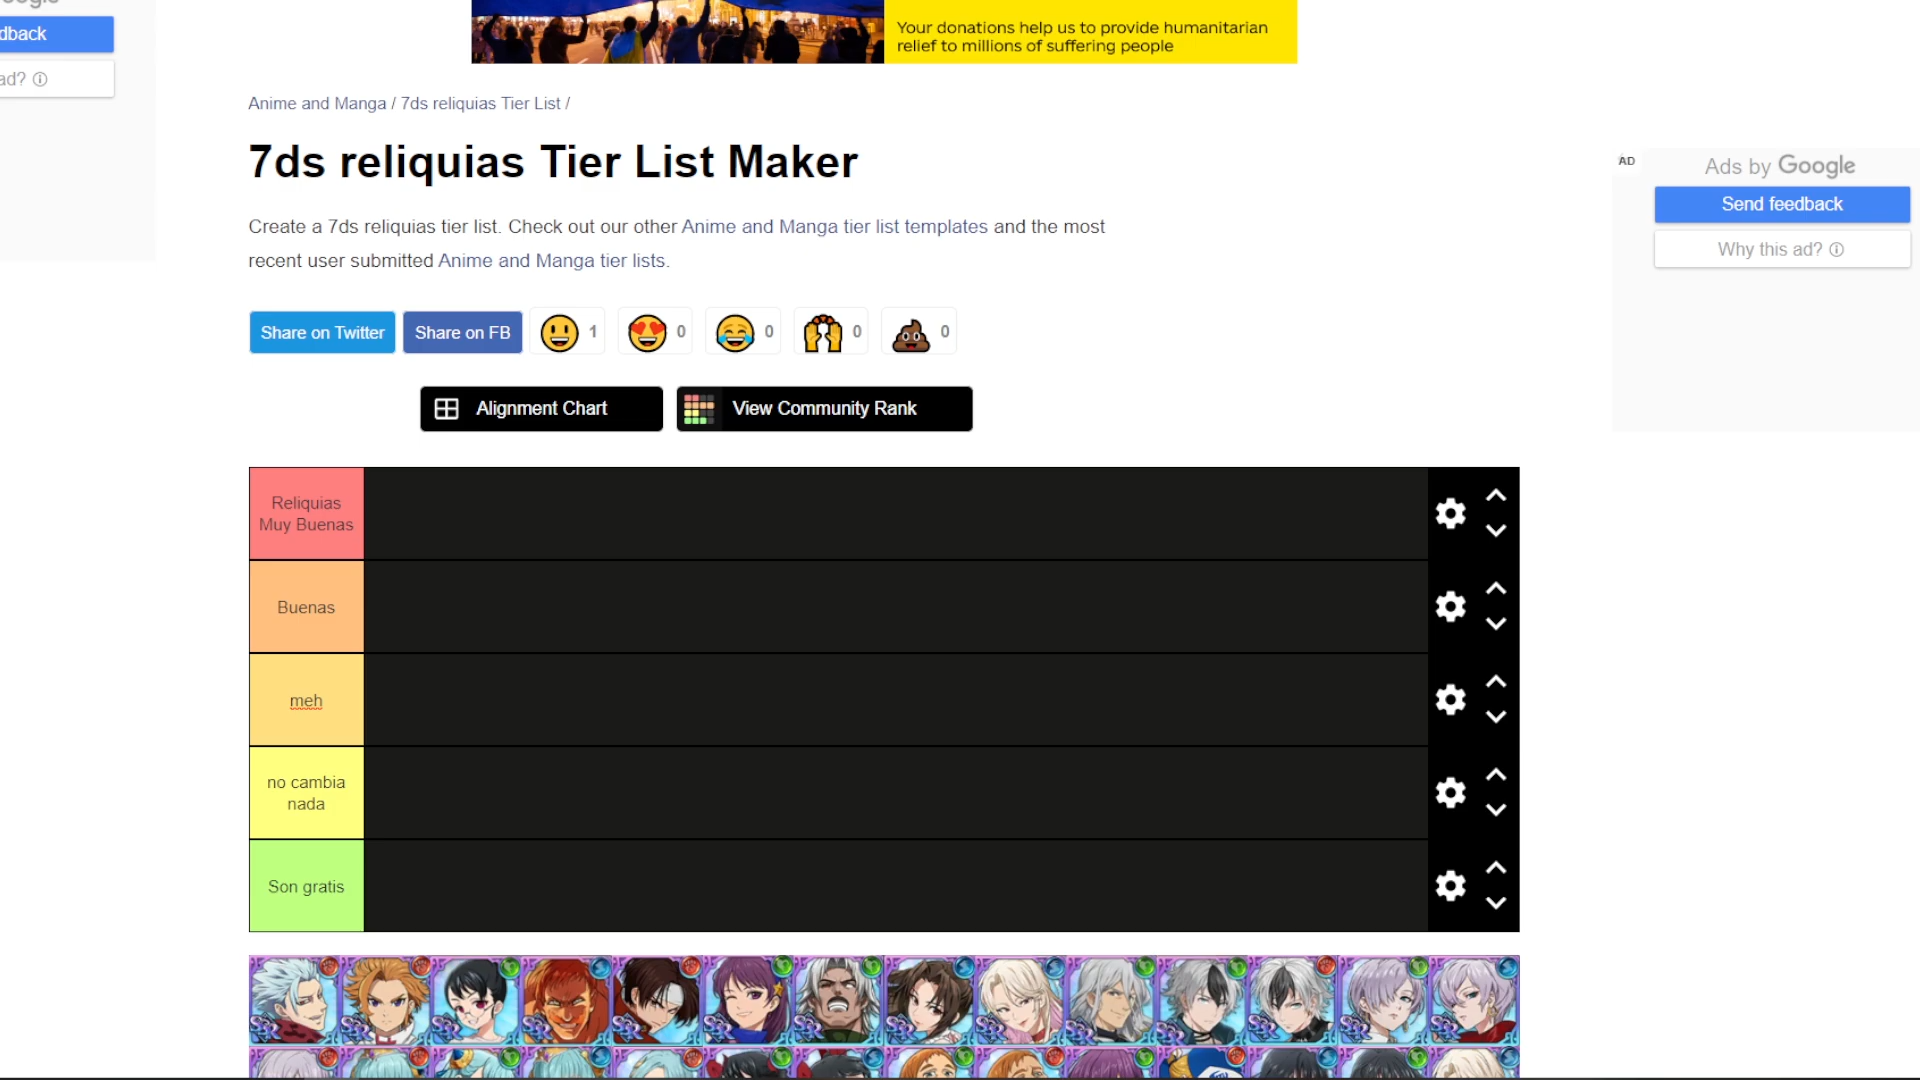 dback
ad?
Your donations help us to provide humanitarian
relief to millions of suffering people
Anime and Manga / 7ds reliquias Tier List /
7ds reliquias Tier List Maker
AD
Ads by Google
Send feedback
Why this ad?
Create a 7ds reliquias tier list. Check out our other Anime and Manga tier list templates and the most
recent user submitted Anime and Manga tier lists.
Share on Twitter
Share on FB
1
0
0
0
0
Alignment Chart
View Community Rank
Reliquias
Muy Buenas
Buenas
meh
no cambia
nada
Son gratis